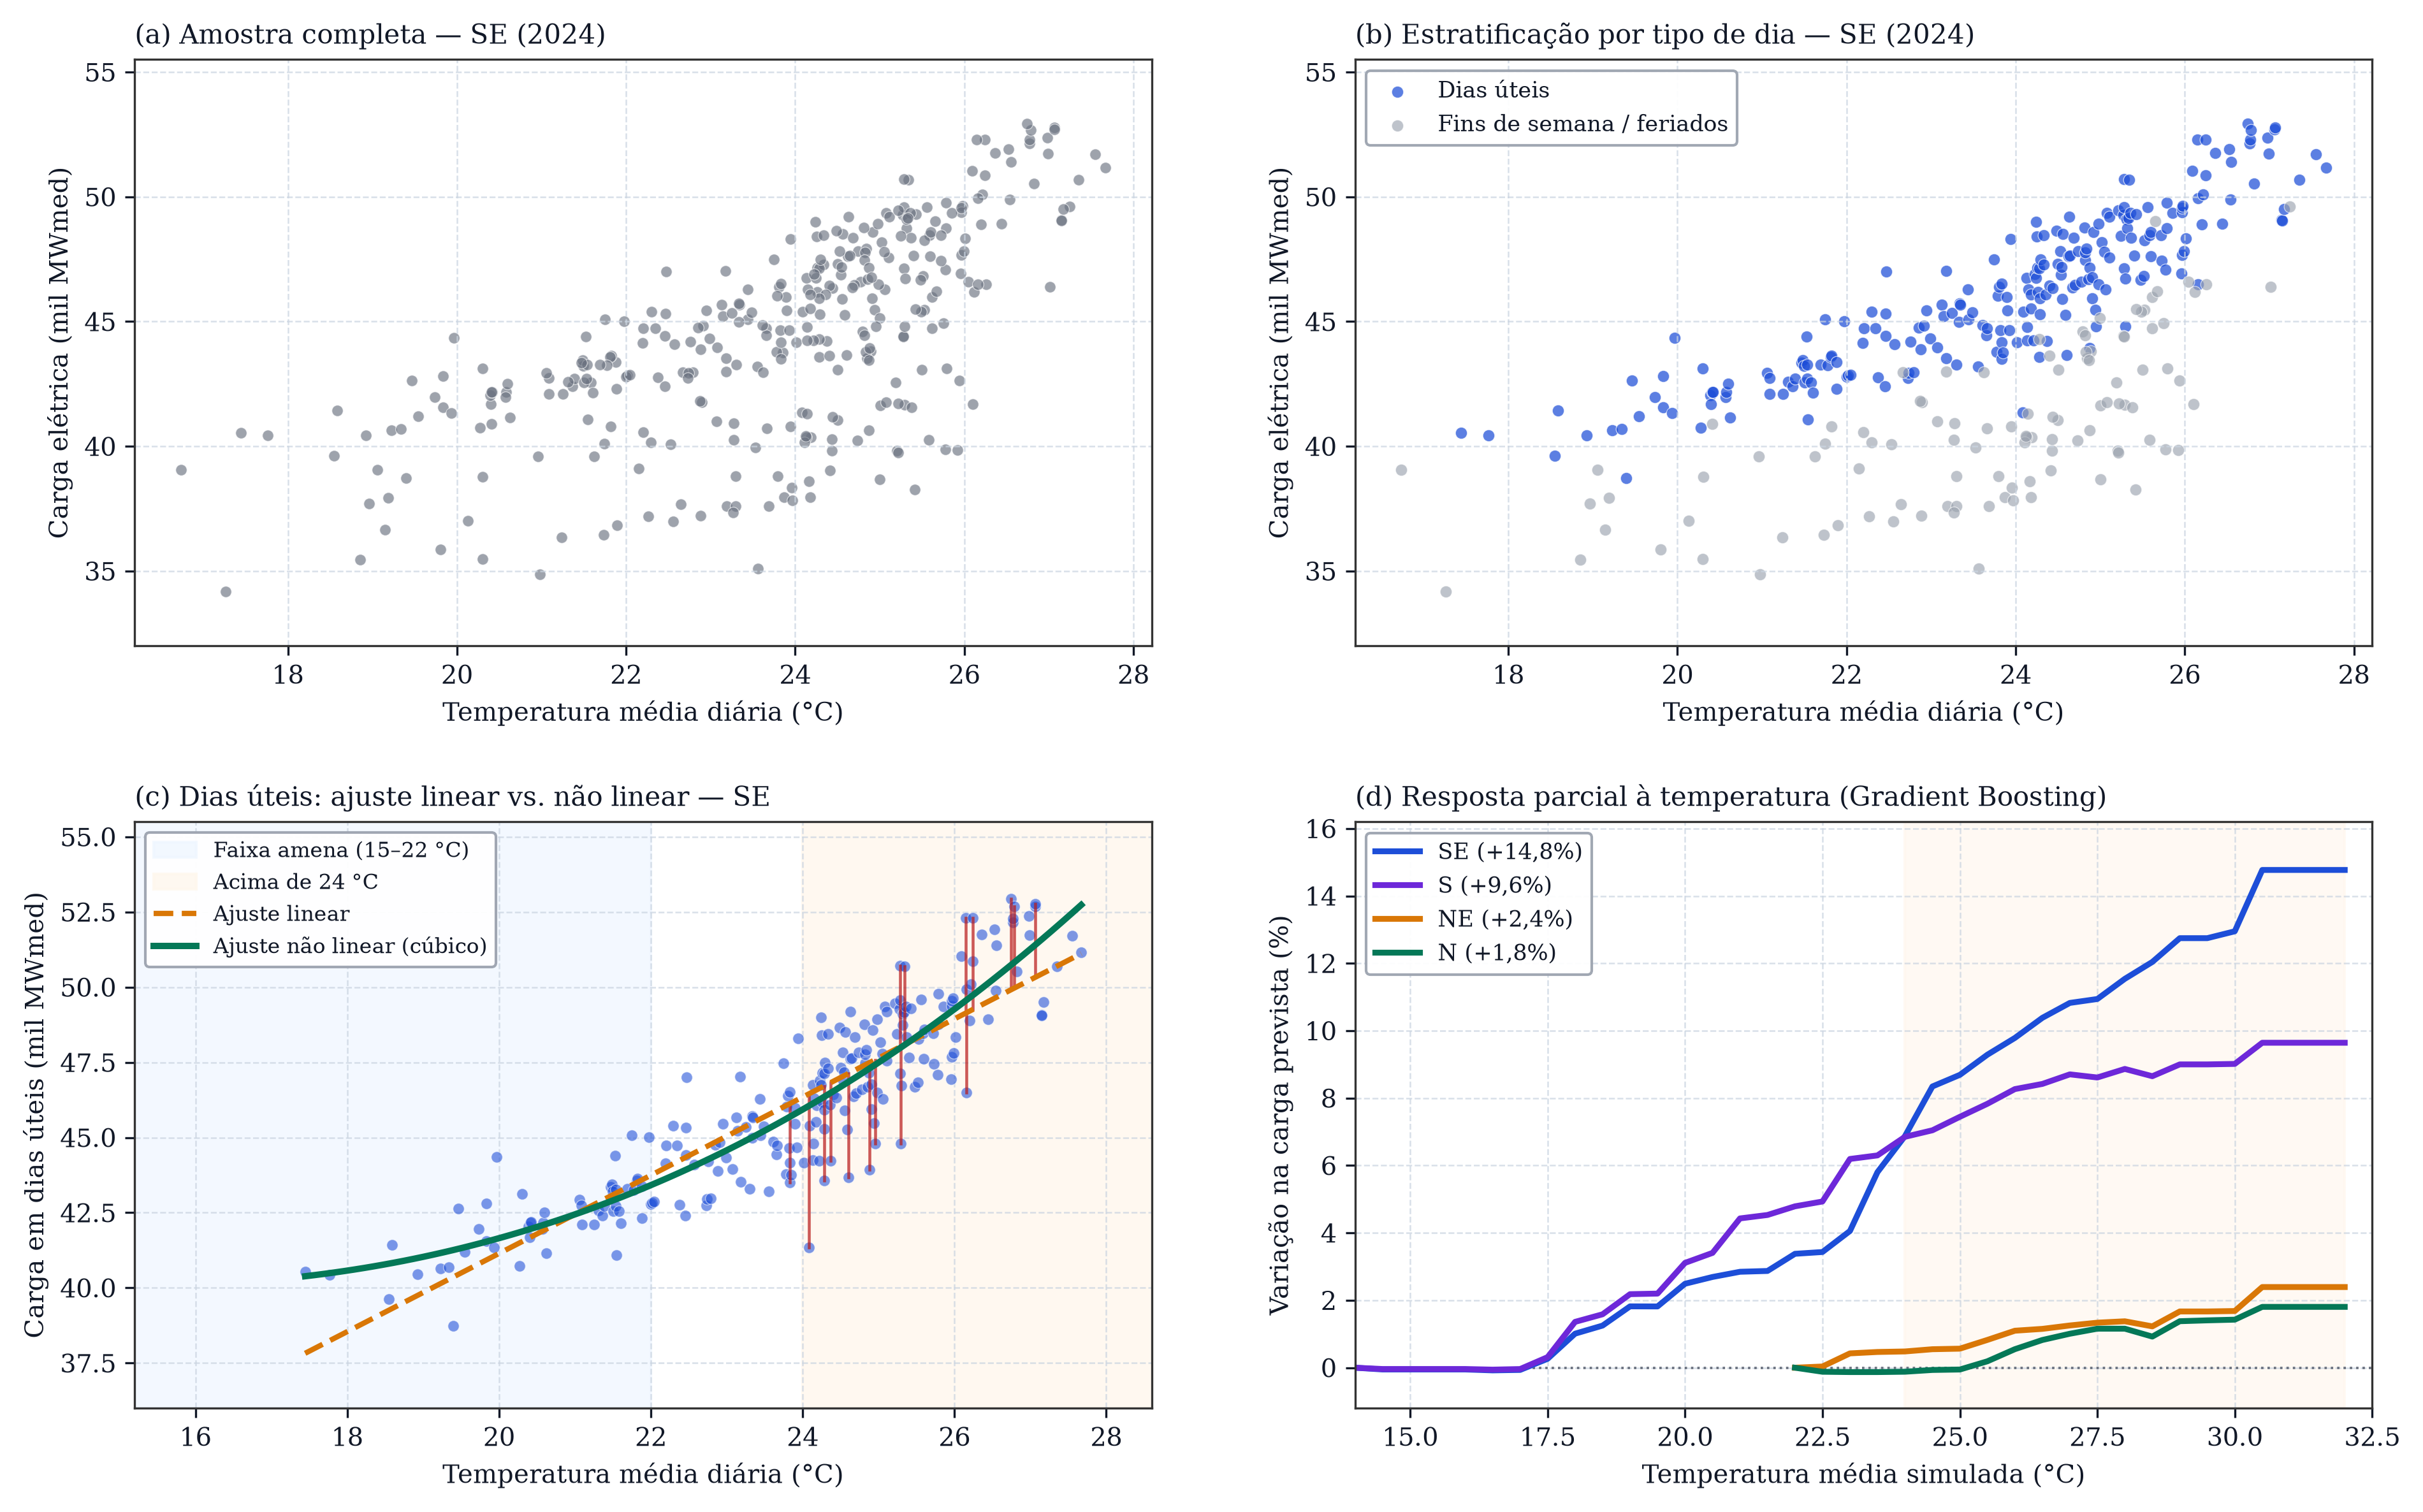 (a) Amostra completa — SE (2024)
55
50
45
40
35
Carga elétrica (mil MWmed)
18 20 22 24 26 28
Temperatura média diária (°C)
(b) Estratificação por tipo de dia — SE (2024)
Dias úteis
Fins de semana / feriados
55
50
45
40
35
Carga elétrica (mil MWmed)
18 20 22 24 26 28
Temperatura média diária (°C)
(c) Dias úteis: ajuste linear vs. não linear — SE
Faixa amena (15–22 °C)
Acima de 24 °C
Ajuste linear
Ajuste não linear (cúbico)
55.0
52.5
50.0
47.5
45.0
42.5
40.0
37.5
Carga em dias úteis (mil MWmed)
16 18 20 22 24 26 28
Temperatura média diária (°C)
(d) Resposta parcial à temperatura (Gradient Boosting)
SE (+14,8%)
S (+9,6%)
NE (+2,4%)
N (+1,8%)
16
14
12
10
8
6
4
2
0
Variação na carga prevista (%)
15.0 17.5 20.0 22.5 25.0 27.5 30.0 32.5
Temperatura média simulada (°C)